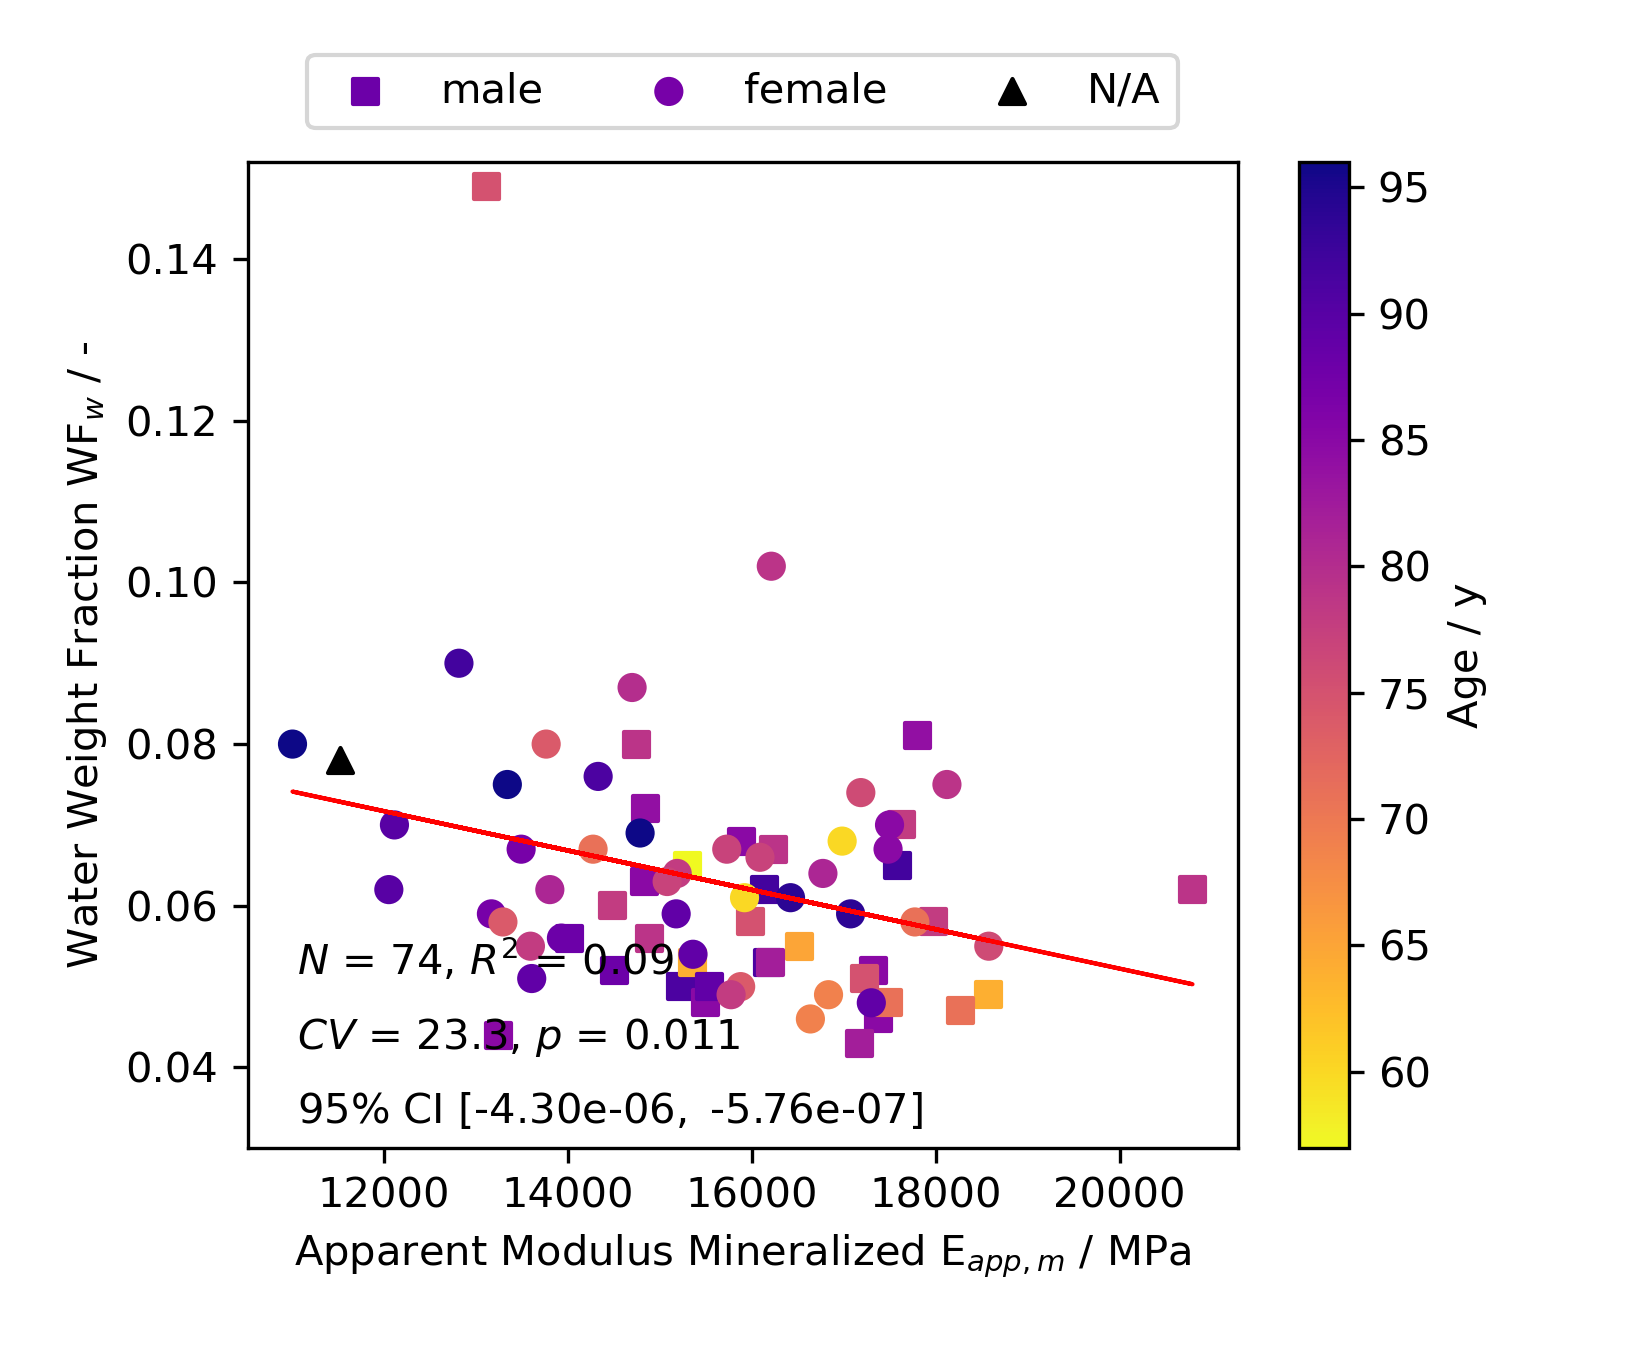 male female N/A
0.14
0.12
0.10
0.08
0.06
0.04
Water Weight Fraction WF_w / -
N = 74, R² = 0.09
CV = 23.3, p = 0.011
95% CI [-4.30e-06, -5.76e-07]
12000 14000 16000 18000 20000
Apparent Modulus Mineralized E_app,m / MPa
95
90
85
80
75
70
65
60
Age / y